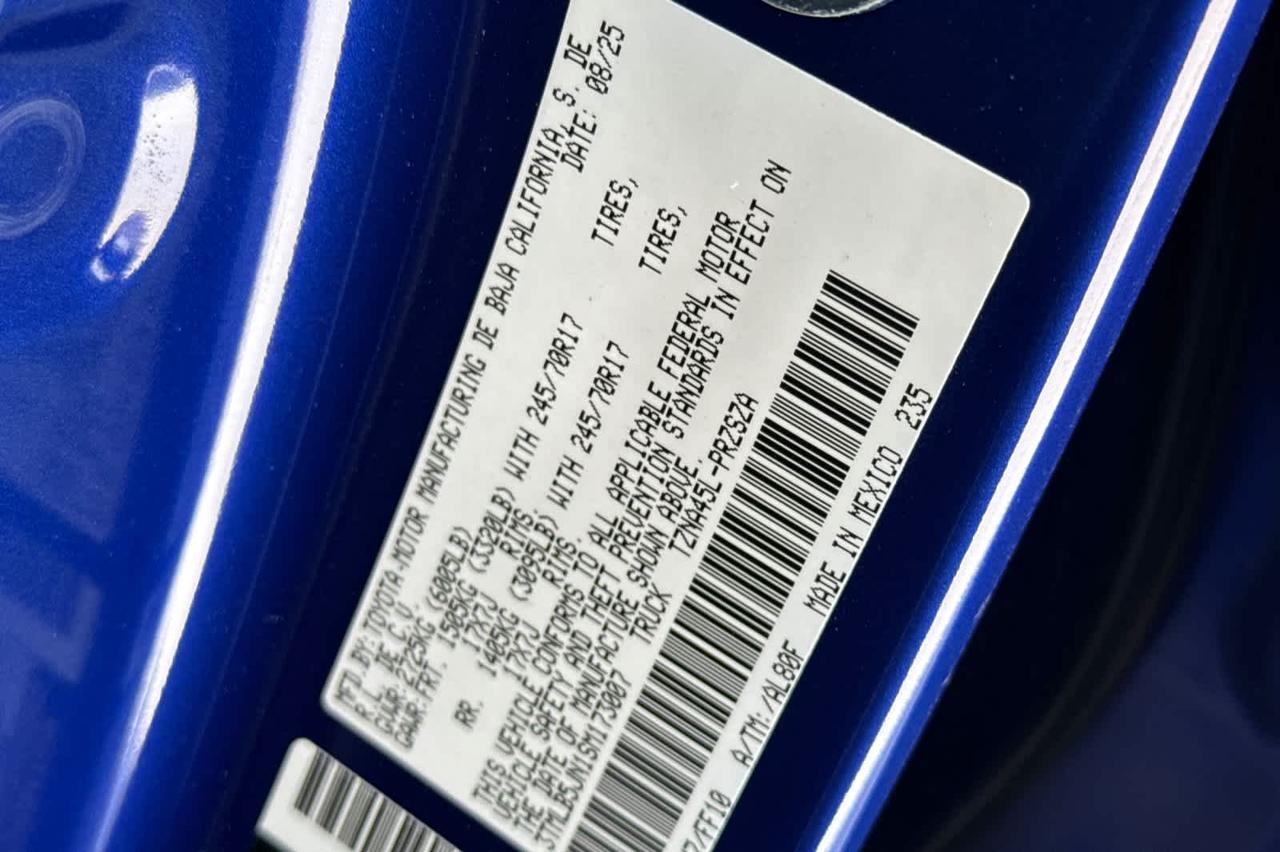 MFD.BY: TOYOTA MOTOR MANUFACTURING DE BAJA CALIFORNIA, S. DE
R.L. DE C.V DATE: 08/25
GVWR: 2725KG (6005LB)
GAWR:FRT. 1505KG (3320LB) WITH 245/70R17 TIRES,
17X7J RIMS
RR. 1405KG (3095LB) WITH 245/70R17 TIRES,
17X7J RIMS
THIS VEHICLE CONFORMS TO ALL APPLICABLE FEDERAL MOTOR
VEHICLE SAFETY AND THEFT PREVENTION STANDARDS IN EFFECT ON
THE DATE OF MANUFACTURE SHOWN ABOVE.
3TMLB5JN1SM173007 TRUCK TZNA45L-PRZSZA
/FF10 A/TM: /AL80F MADE IN MEXICO 235